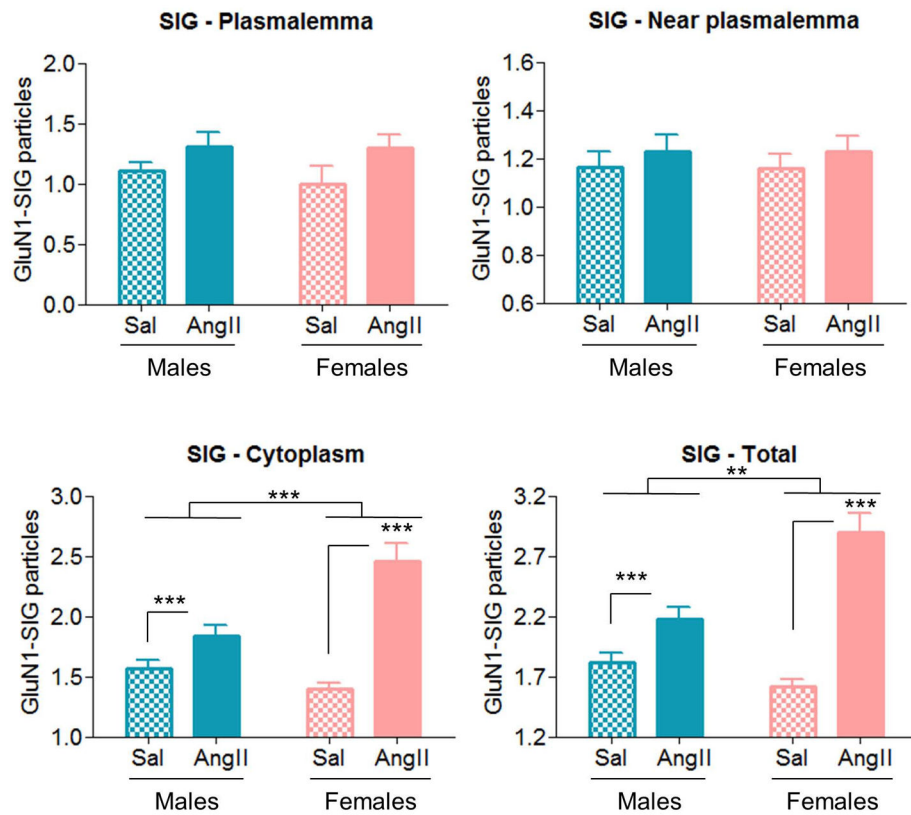 SIG - Plasmalemma
GluN1-SIG particles
2.0
1.5
1.0
0.5
0.0
Sal AngII Sal AngII
Males Females
SIG - Near plasmalemma
GluN1-SIG particles
1.6
1.4
1.2
1.0
0.8
0.6
Sal AngII Sal AngII
Males Females
SIG - Cytoplasm
GluN1-SIG particles
3.0
2.5
2.0
1.5
1.0
***
***
***
Sal AngII Sal AngII
Males Females
SIG - Total
GluN1-SIG particles
3.2
2.7
2.2
1.7
1.2
**
***
***
Sal AngII Sal AngII
Males Females